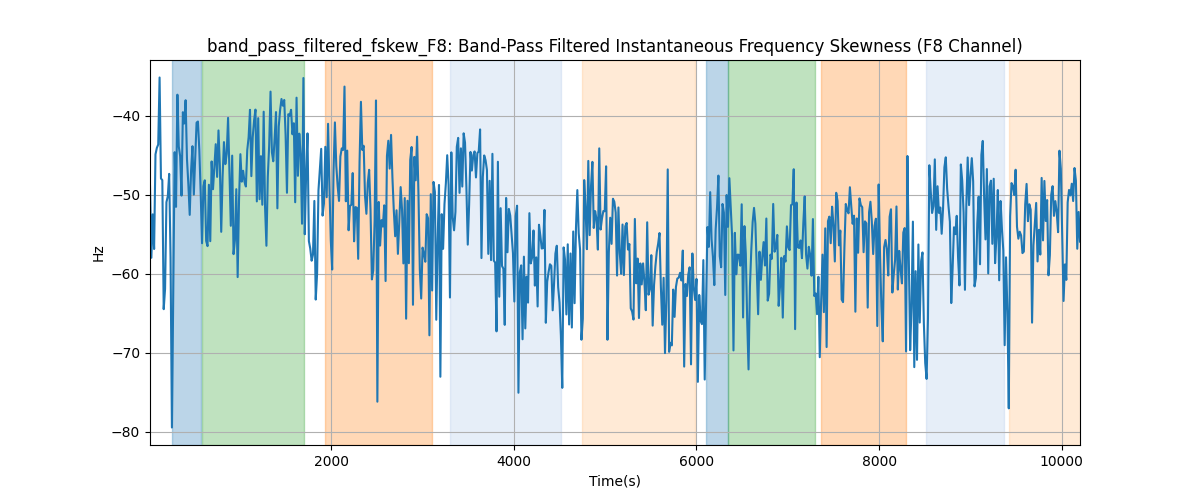 band_pass_filtered_fskew_F8: Band-Pass Filtered Instantaneous Frequency Skewness (F8 Channel)
−40
−50
−60
−70
−80
Hz
2000 4000 6000 8000 10000
Time(s)